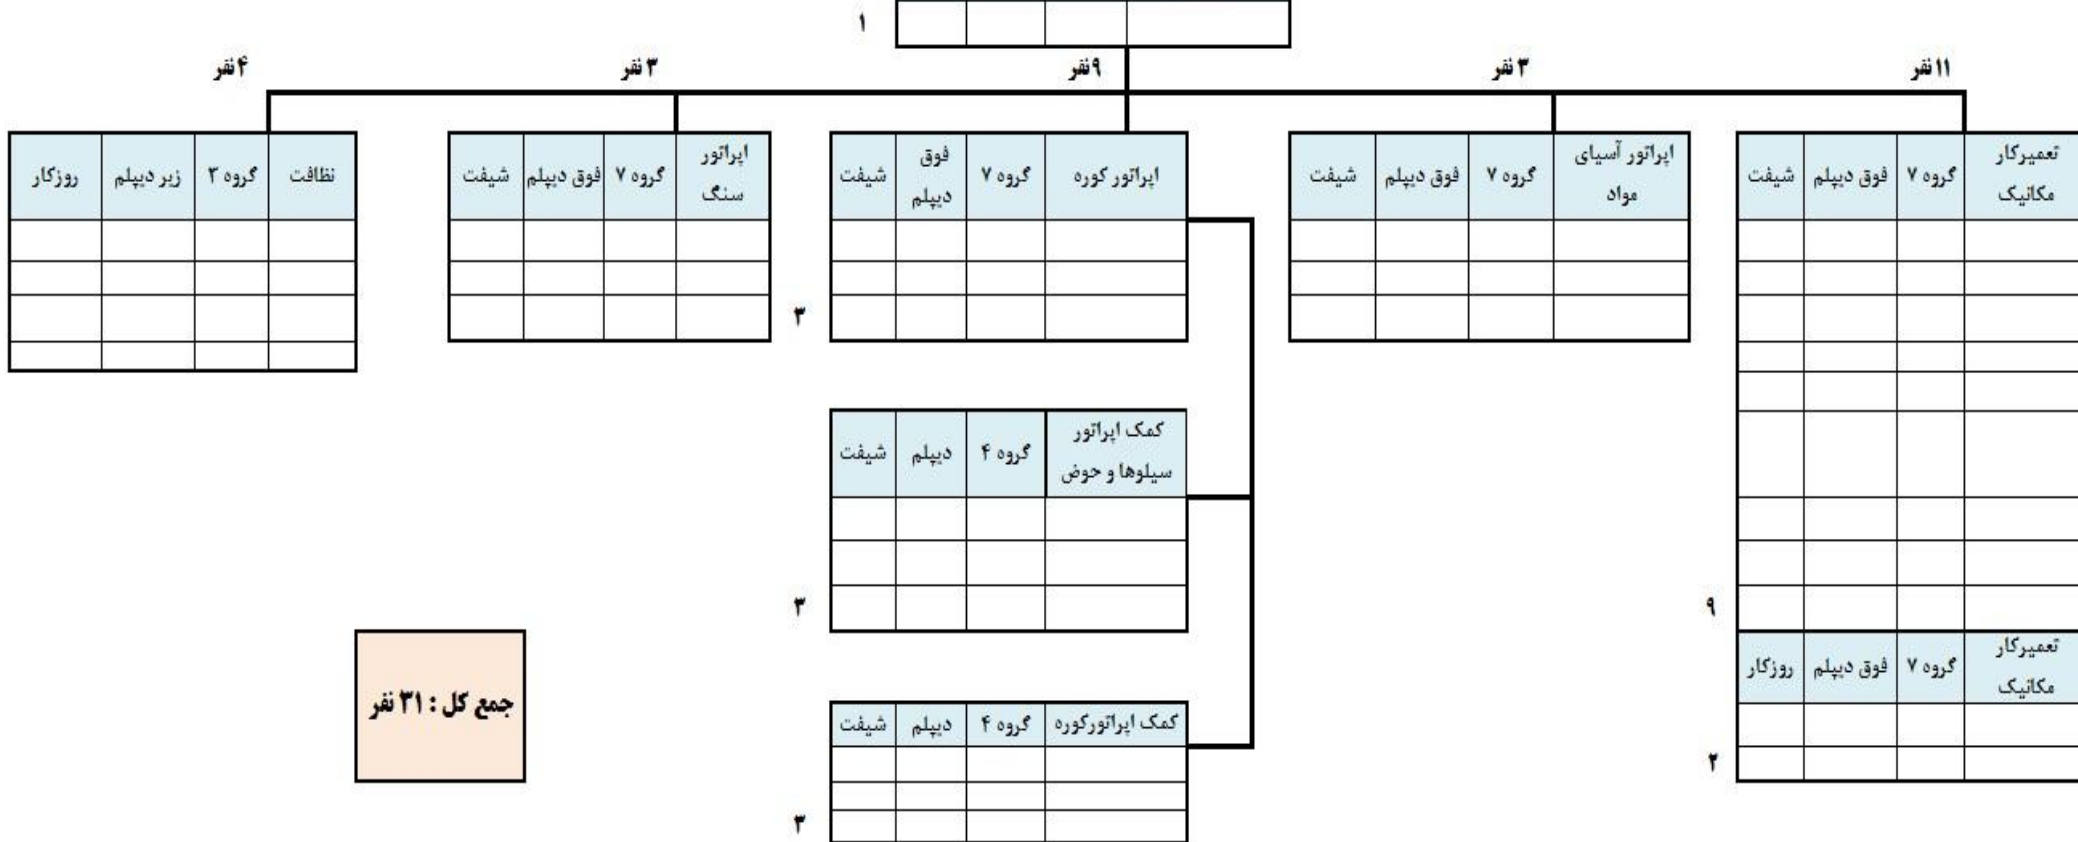 ۱
۱۱ نفر
۳ نفر
۹ نفر
۳ نفر
۴ نفر
تعمیرکار مکانیک
گروه ۷
فوق دیپلم
شیفت
۹
تعمیرکار مکانیک
گروه ۷
فوق دیپلم
روزکار
۲
اپراتور آسیای مواد
گروه ۷
فوق دیپلم
شیفت
اپراتور کوره
گروه ۷
فوق دیپلم
شیفت
۳
کمک اپراتور سیلوها و حوض
گروه ۴
دیپلم
شیفت
۳
کمک اپراتورکوره
گروه ۴
دیپلم
شیفت
۳
اپراتور سنگ
گروه ۷
فوق دیپلم
شیفت
نظافت
گروه ۳
زیر دیپلم
روزکار
جمع کل : ۳۱ نفر